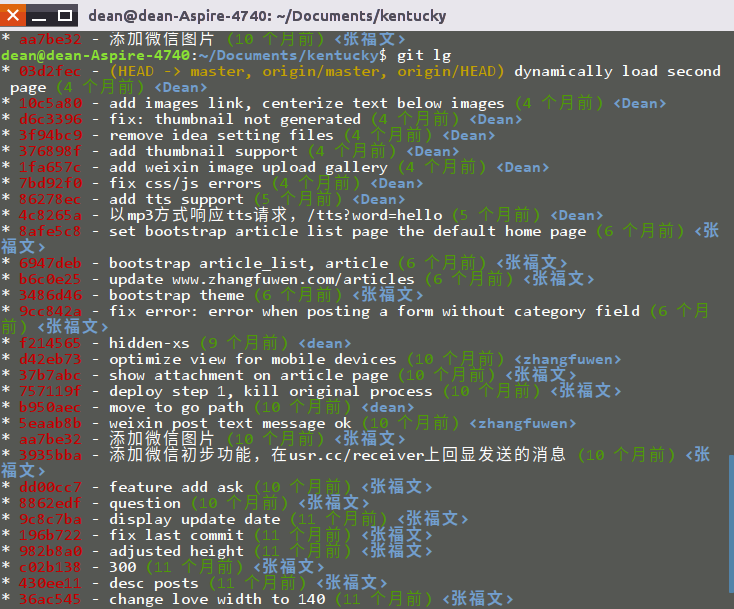 dean@dean-Aspire-4740: ~/Documents/kentucky
* aa7be32 - 添加微信图片 (10 个月前) <张福文>
dean@dean-Aspire-4740:~/Documents/kentucky$ git lg
* 03d2fec - (HEAD -> master, origin/master, origin/HEAD) dynamically load second
 page (4 个月前) <Dean>
* 10c5a80 - add images link, centerize text below images (4 个月前) <Dean>
* d6c3396 - fix: thumbnail not generated (4 个月前) <Dean>
* 3f94bc9 - remove idea setting files (4 个月前) <Dean>
* 376898f - add thumbnail support (4 个月前) <Dean>
* 1fa657c - add weixin image upload gallery (4 个月前) <Dean>
* 7bd92f0 - fix css/js errors (4 个月前) <Dean>
* 86278ec - add tts support (5 个月前) <Dean>
* 4c8265a - 以mp3方式响应tts请求，/tts?word=hello (5 个月前) <Dean>
* 8afe5c8 - set bootstrap article list page the default home page (6 个月前) <张
福文>
* 6947deb - bootstrap article_list, article (6 个月前) <张福文>
* b6c0e25 - update www.zhangfuwen.com/articles (6 个月前) <张福文>
* 3486d46 - bootstrap theme (6 个月前) <张福文>
* 9cc842a - fix error: error when posting a form without category field (6 个月
前) <张福文>
* f214565 - hidden-xs (9 个月前) <dean>
* d42eb73 - optimize view for mobile devices (10 个月前) <zhangfuwen>
* 37b7abc - show attachment on article page (10 个月前) <张福文>
* 757119f - deploy step 1, kill original process (10 个月前) <张福文>
* b950aec - move to go path (10 个月前) <dean>
* 5eaab8b - weixin post text message ok (10 个月前) <zhangfuwen>
* aa7be32 - 添加微信图片 (10 个月前) <张福文>
* 3935bba - 添加微信初步功能，在usr.cc/receiver上回显发送的消息 (10 个月前) <张
福文>
* dd00cc7 - feature add ask (10 个月前) <张福文>
* 8862edf - question (10 个月前) <张福文>
* 9c8c7ba - display update date (11 个月前) <张福文>
* 196b722 - fix last commit (11 个月前) <张福文>
* 982b8a0 - adjusted height (11 个月前) <张福文>
* c02b138 - 300 (11 个月前) <张福文>
* 430ee11 - desc posts (11 个月前) <张福文>
* 36ac545 - change love width to 140 (11 个月前) <张福文>